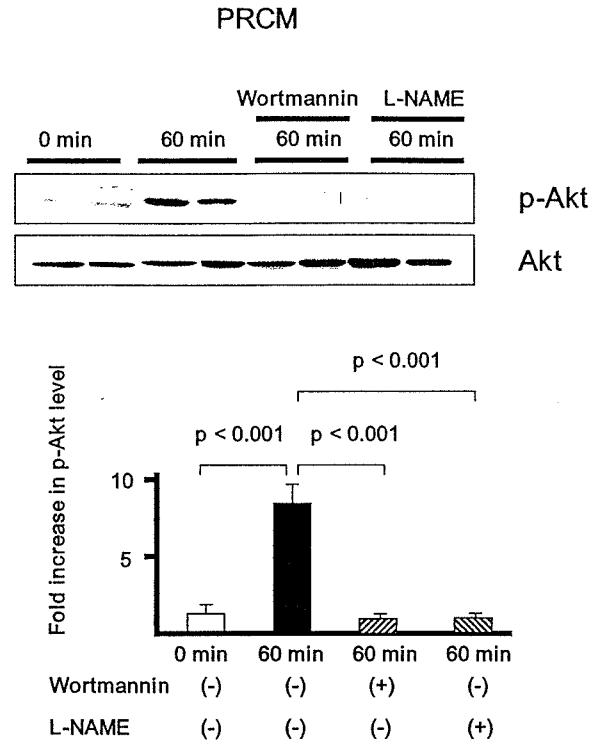 PRCM
Wortmannin L-NAME
0 min 60 min 60 min 60 min
p-Akt
Akt
p < 0.001
p < 0.001 p < 0.001
Fold increase in p-Akt level
10
5
0 min 60 min 60 min 60 min
Wortmannin (-) (-) (+) (-)
L-NAME (-) (-) (-) (+)